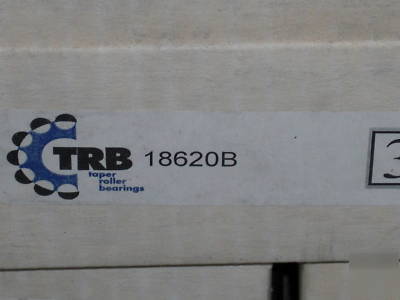 TRB 18620B
taper
roller
bearings
3